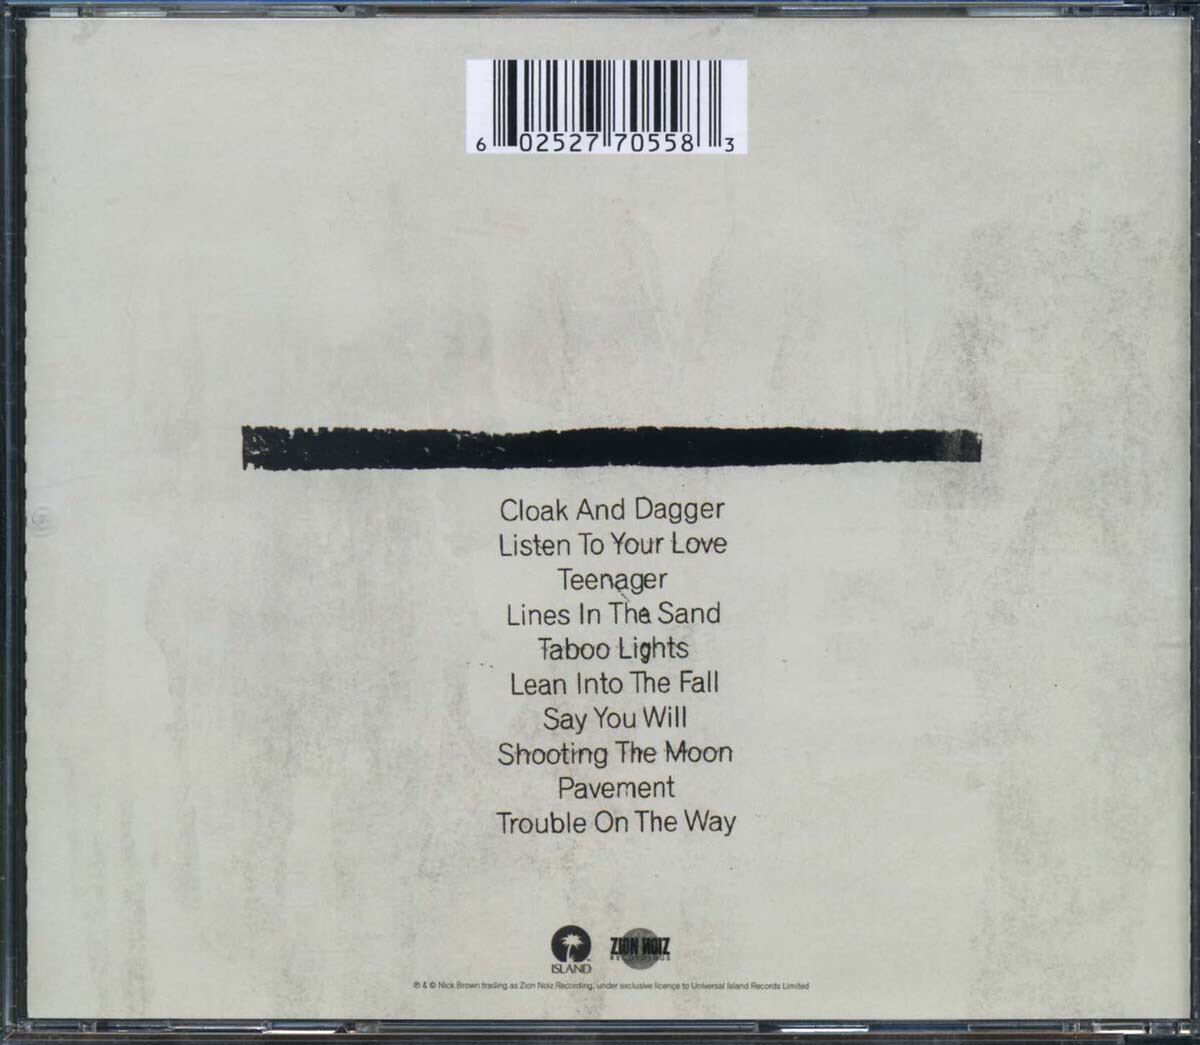 6 02527 70558 3
Cloak And Dagger
Listen To Your Love
Teenager
Lines In The Sand
Taboo Lights
Lean Into The Fall
Say You Will
Shooting The Moon
Pavement
Trouble On The Way
ISLAND
ZION NOIZ
RECORDINGS
℗ & © Nick Brown trading as Zion Noiz Recording, under exclusive licence to Universal Island Records Limited